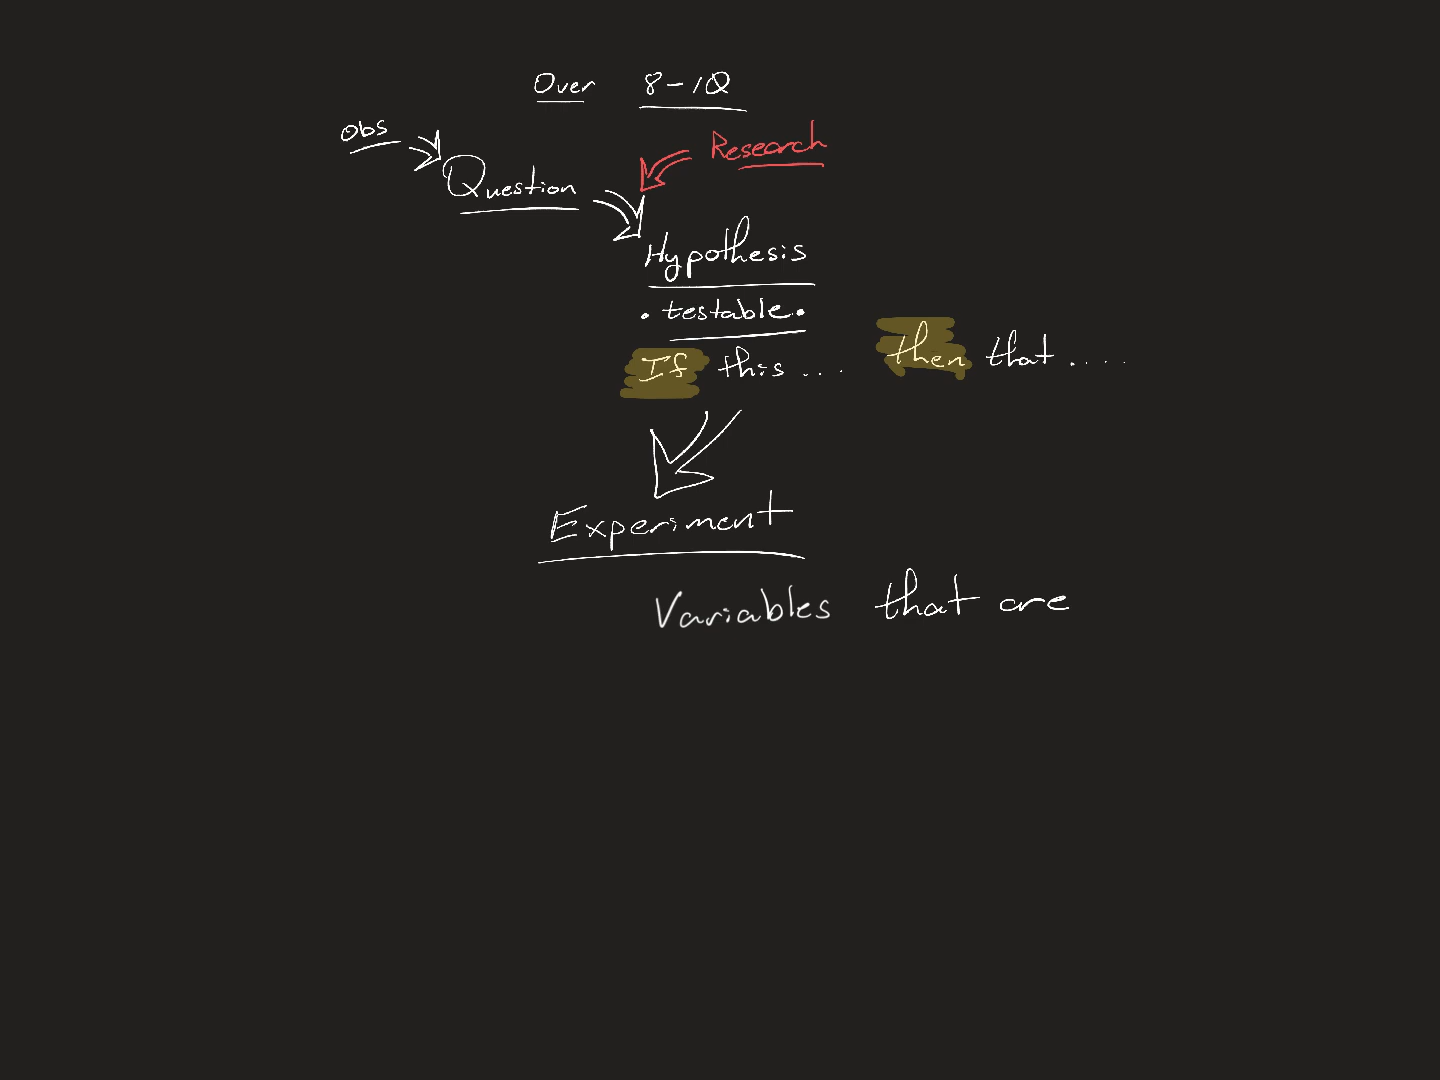 Over 8-10
Obs
Research
Question
Hypothesis
• testable •
If this ... then that ....
Experiment
Variables that are